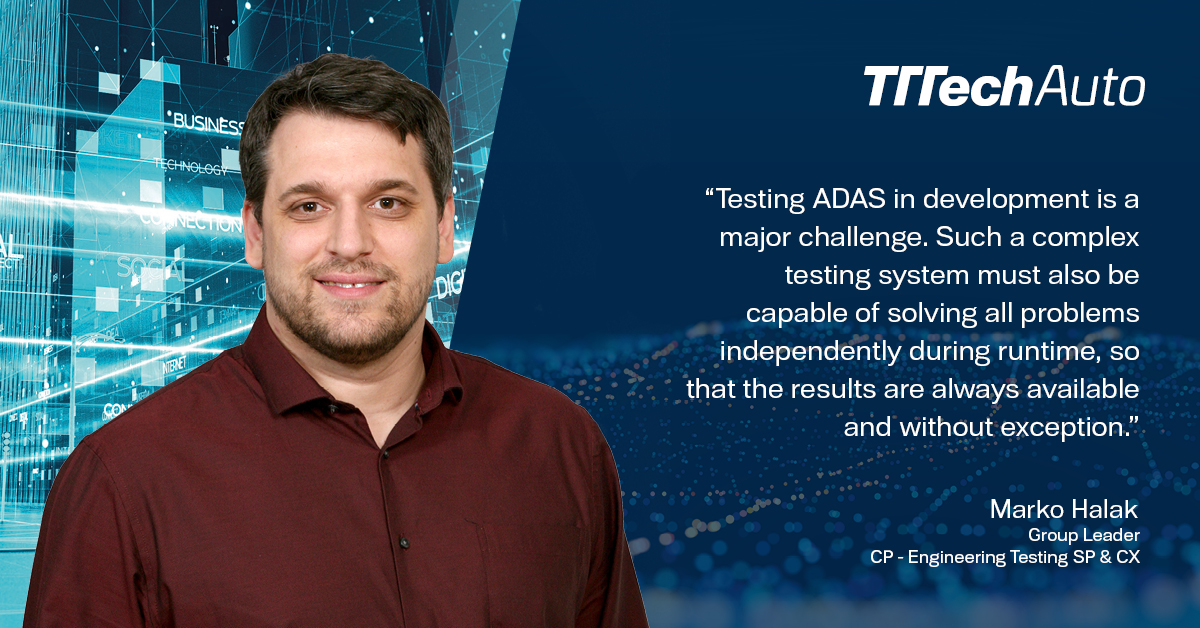 TTTechAuto
“Testing ADAS in development is a
major challenge. Such a complex
testing system must also be
capable of solving all problems
independently during runtime, so
that the results are always available
and without exception.”
Marko Halak
Group Leader
CP - Engineering Testing SP & CX
BUSINESS
TECHNOLOGY
CONNECTION
SOCIAL
INTERNET